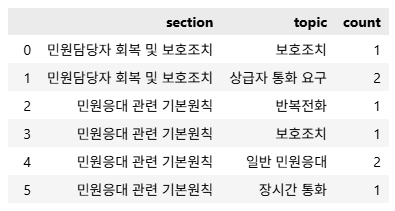 section topic count
0 민원담당자 회복 및 보호조치 보호조치 1
1 민원담당자 회복 및 보호조치 상급자 통화 요구 2
2 민원응대 관련 기본원칙 반복전화 1
3 민원응대 관련 기본원칙 보호조치 1
4 민원응대 관련 기본원칙 일반 민원응대 2
5 민원응대 관련 기본원칙 장시간 통화 1